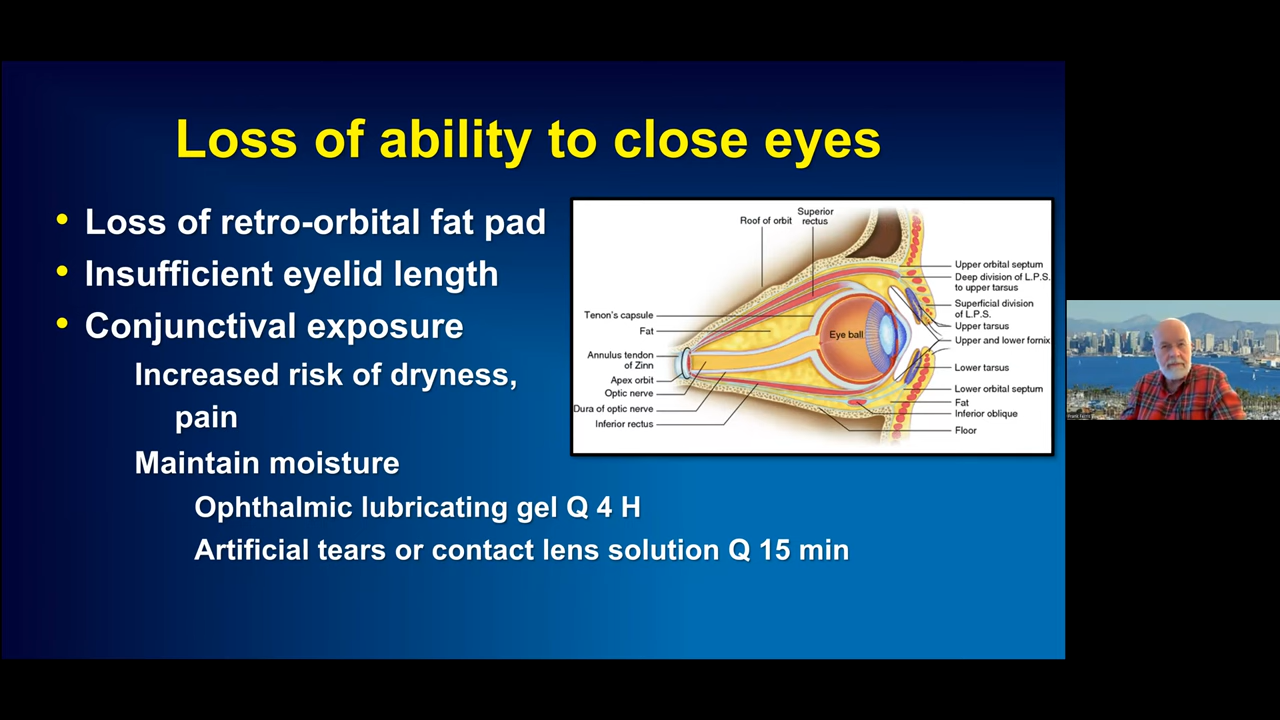 Loss of ability to close eyes
• Loss of retro-orbital fat pad
• Insufficient eyelid length
• Conjunctival exposure
Increased risk of dryness,
pain
Maintain moisture
Ophthalmic lubricating gel Q 4 H
Artificial tears or contact lens solution Q 15 min
Roof of orbit
Superior
rectus
Tenon's capsule
Fat
Annulus tendon
of Zinn
Apex orbit
Optic nerve
Dura of optic nerve
Inferior rectus
Eye ball
Upper orbital septum
Deep division of L.P.S.
to upper tarsus
Superficial division
of L.P.S.
Upper tarsus
Upper and lower fornix
Lower tarsus
Lower orbital septum
Fat
Inferior oblique
Floor